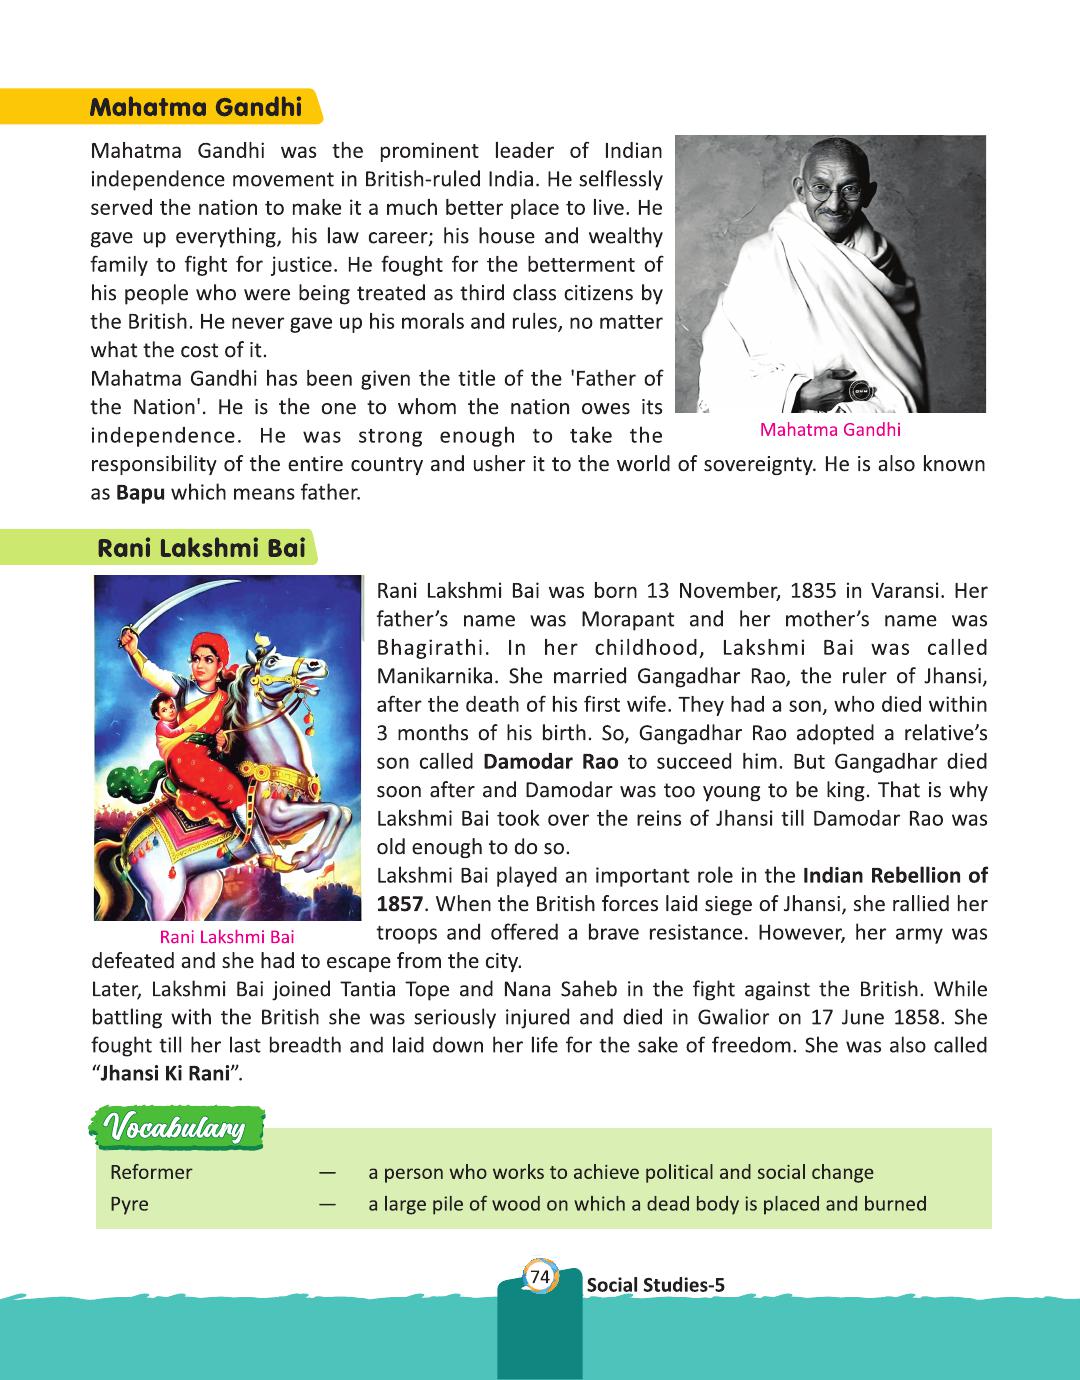 Mahatma Gandhi
Mahatma Gandhi was the prominent leader of Indian
independence movement in British-ruled India. He selflessly
served the nation to make it a much better place to live. He
gave up everything, his law career; his house and wealthy
family to fight for justice. He fought for the betterment of
his people who were being treated as third class citizens by
the British. He never gave up his morals and rules, no matter
what the cost of it.
Mahatma Gandhi has been given the title of the 'Father of
the Nation'. He is the one to whom the nation owes its
independence. He was strong enough to take the
responsibility of the entire country and usher it to the world of sovereignty. He is also known
as Bapu which means father.
Mahatma Gandhi
Rani Lakshmi Bai
Rani Lakshmi Bai was born 13 November, 1835 in Varansi. Her
father’s name was Morapant and her mother’s name was
Bhagirathi. In her childhood, Lakshmi Bai was called
Manikarnika. She married Gangadhar Rao, the ruler of Jhansi,
after the death of his first wife. They had a son, who died within
3 months of his birth. So, Gangadhar Rao adopted a relative’s
son called Damodar Rao to succeed him. But Gangadhar died
soon after and Damodar was too young to be king. That is why
Lakshmi Bai took over the reins of Jhansi till Damodar Rao was
old enough to do so.
Lakshmi Bai played an important role in the Indian Rebellion of
1857. When the British forces laid siege of Jhansi, she rallied her
troops and offered a brave resistance. However, her army was
defeated and she had to escape from the city.
Rani Lakshmi Bai
Later, Lakshmi Bai joined Tantia Tope and Nana Saheb in the fight against the British. While
battling with the British she was seriously injured and died in Gwalior on 17 June 1858. She
fought till her last breadth and laid down her life for the sake of freedom. She was also called
“Jhansi Ki Rani”.
Vocabulary
Reformer — a person who works to achieve political and social change
Pyre — a large pile of wood on which a dead body is placed and burned
74
Social Studies-5